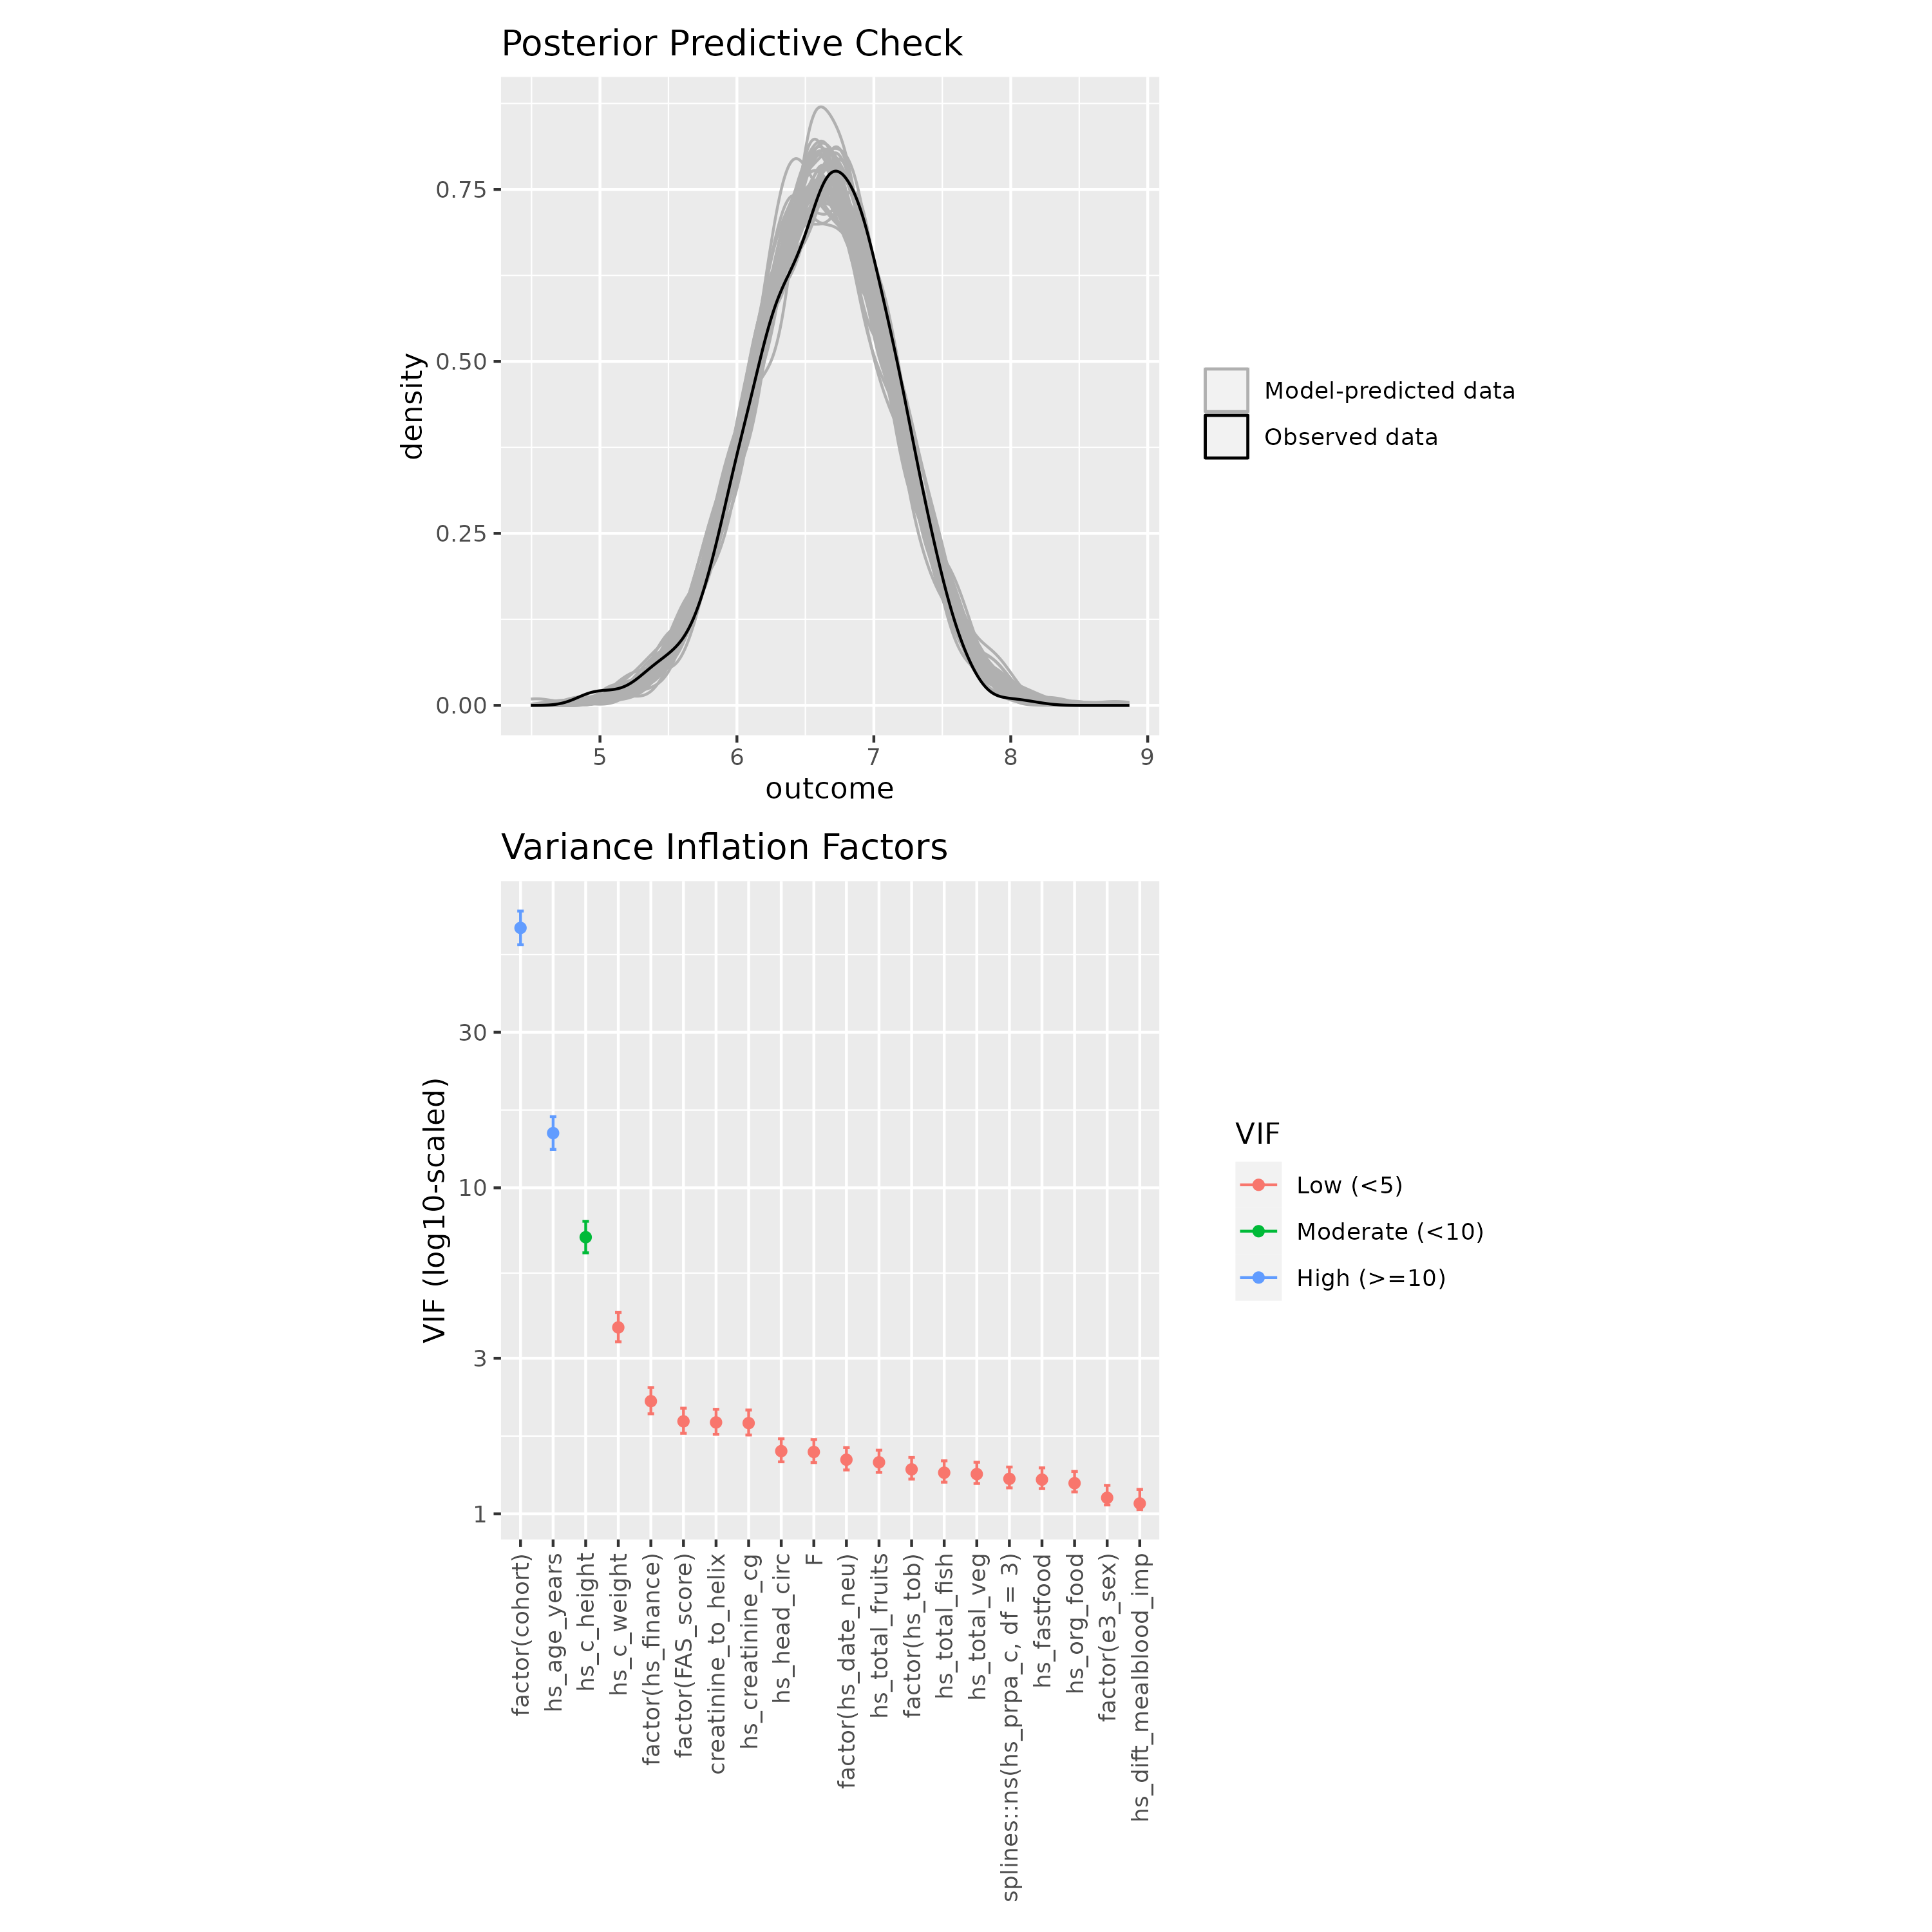 Posterior Predictive Check
density
0.75
0.50
0.25
0.00
5 6 7 8 9
outcome
Model-predicted data
Observed data
Variance Inflation Factors
VIF (log10-scaled)
30
10
3
1
factor(cohort)
hs_age_years
hs_c_height
hs_c_weight
factor(hs_finance)
factor(FAS_score)
creatinine_to_helix
hs_creatinine_cg
hs_head_circ
F
factor(hs_date_neu)
hs_total_fruits
factor(hs_tob)
hs_total_fish
hs_total_veg
splines::ns(hs_prpa_c, df = 3)
hs_fastfood
hs_org_food
factor(e3_sex)
hs_dift_mealblood_imp
VIF
Low (<5)
Moderate (<10)
High (>=10)